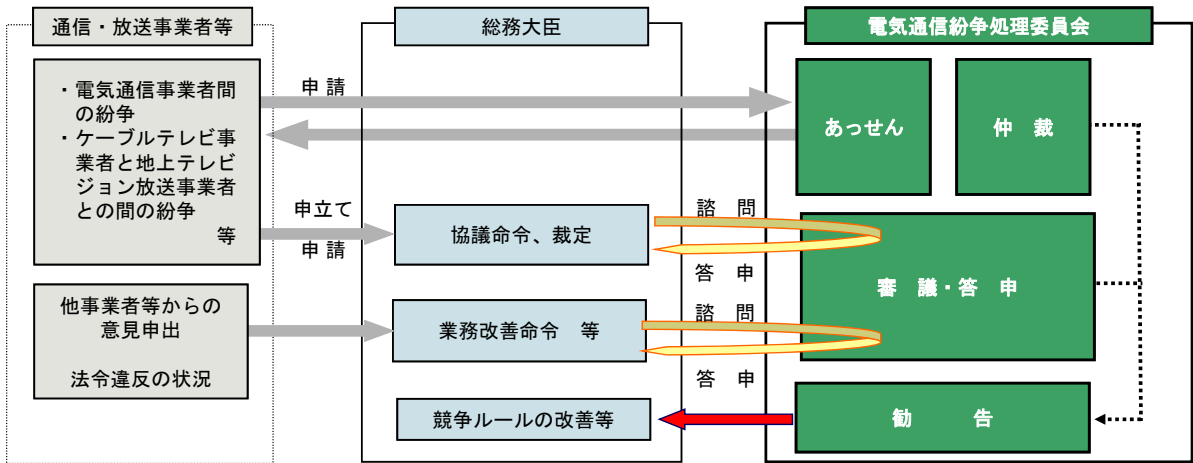 通信・放送事業者等
総務大臣
電気通信紛争処理委員会
・電気通信事業者間
の紛争
・ケーブルテレビ事
業者と地上テレビ
ジョン放送事業者
との間の紛争
等
申 請
あっせん
仲 裁
申立て
申 請
協議命令、裁定
諮 問
答 申
審 議・答 申
他事業者等からの
意見申出
法令違反の状況
業務改善命令 等
諮 問
答 申
競争ルールの改善等
勧 告